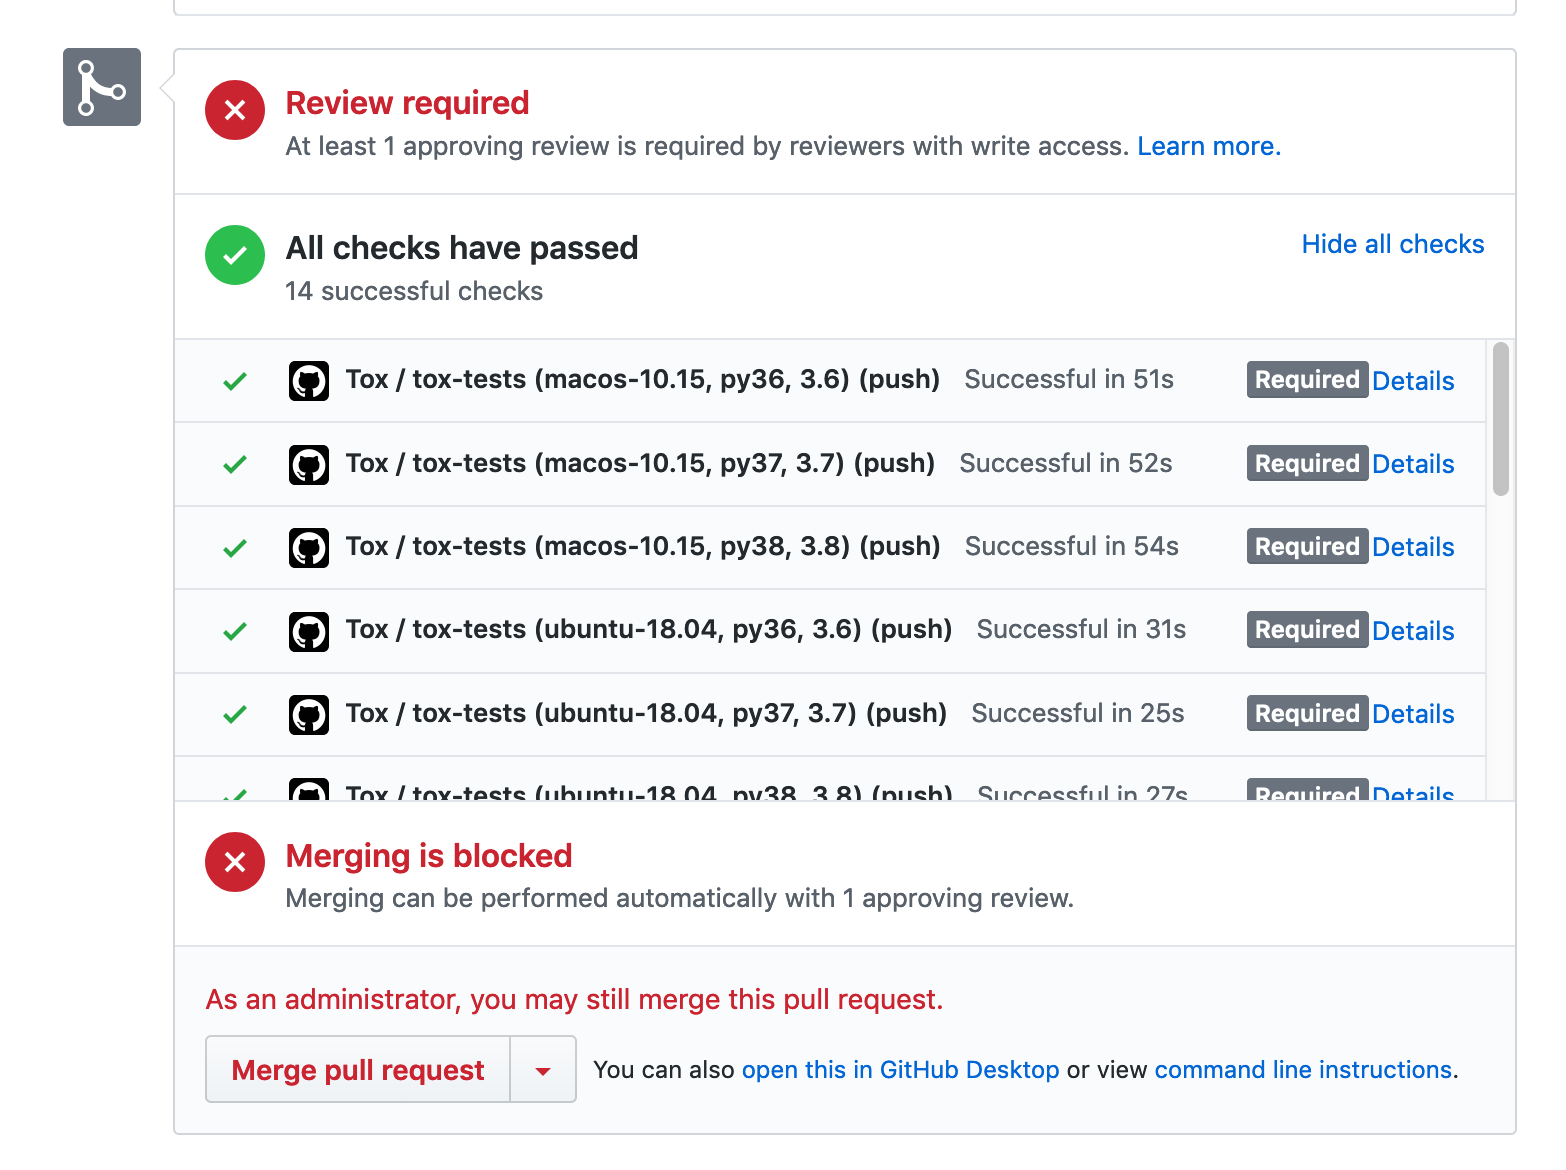 Review required
At least 1 approving review is required by reviewers with write access. Learn more.
All checks have passed
Hide all checks
14 successful checks
Tox / tox-tests (macos-10.15, py36, 3.6) (push) Successful in 51s Required Details
Tox / tox-tests (macos-10.15, py37, 3.7) (push) Successful in 52s Required Details
Tox / tox-tests (macos-10.15, py38, 3.8) (push) Successful in 54s Required Details
Tox / tox-tests (ubuntu-18.04, py36, 3.6) (push) Successful in 31s Required Details
Tox / tox-tests (ubuntu-18.04, py37, 3.7) (push) Successful in 25s Required Details
Tox / tox-tests (ubuntu-18.04, py38, 3.8) (push) Successful in 27s Required Details
Merging is blocked
Merging can be performed automatically with 1 approving review.
As an administrator, you may still merge this pull request.
Merge pull request You can also open this in GitHub Desktop or view command line instructions.